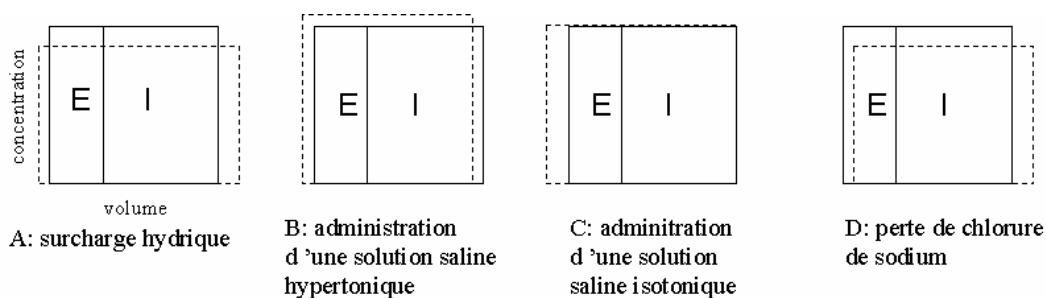 concentration
E I
E I
E I
E I
volume
A: surcharge hydrique
B: administration
d 'une solution saline
hypertonique
C: adminitration
d 'une solution
saline isotonique
D: perte de chlorure
de sodium